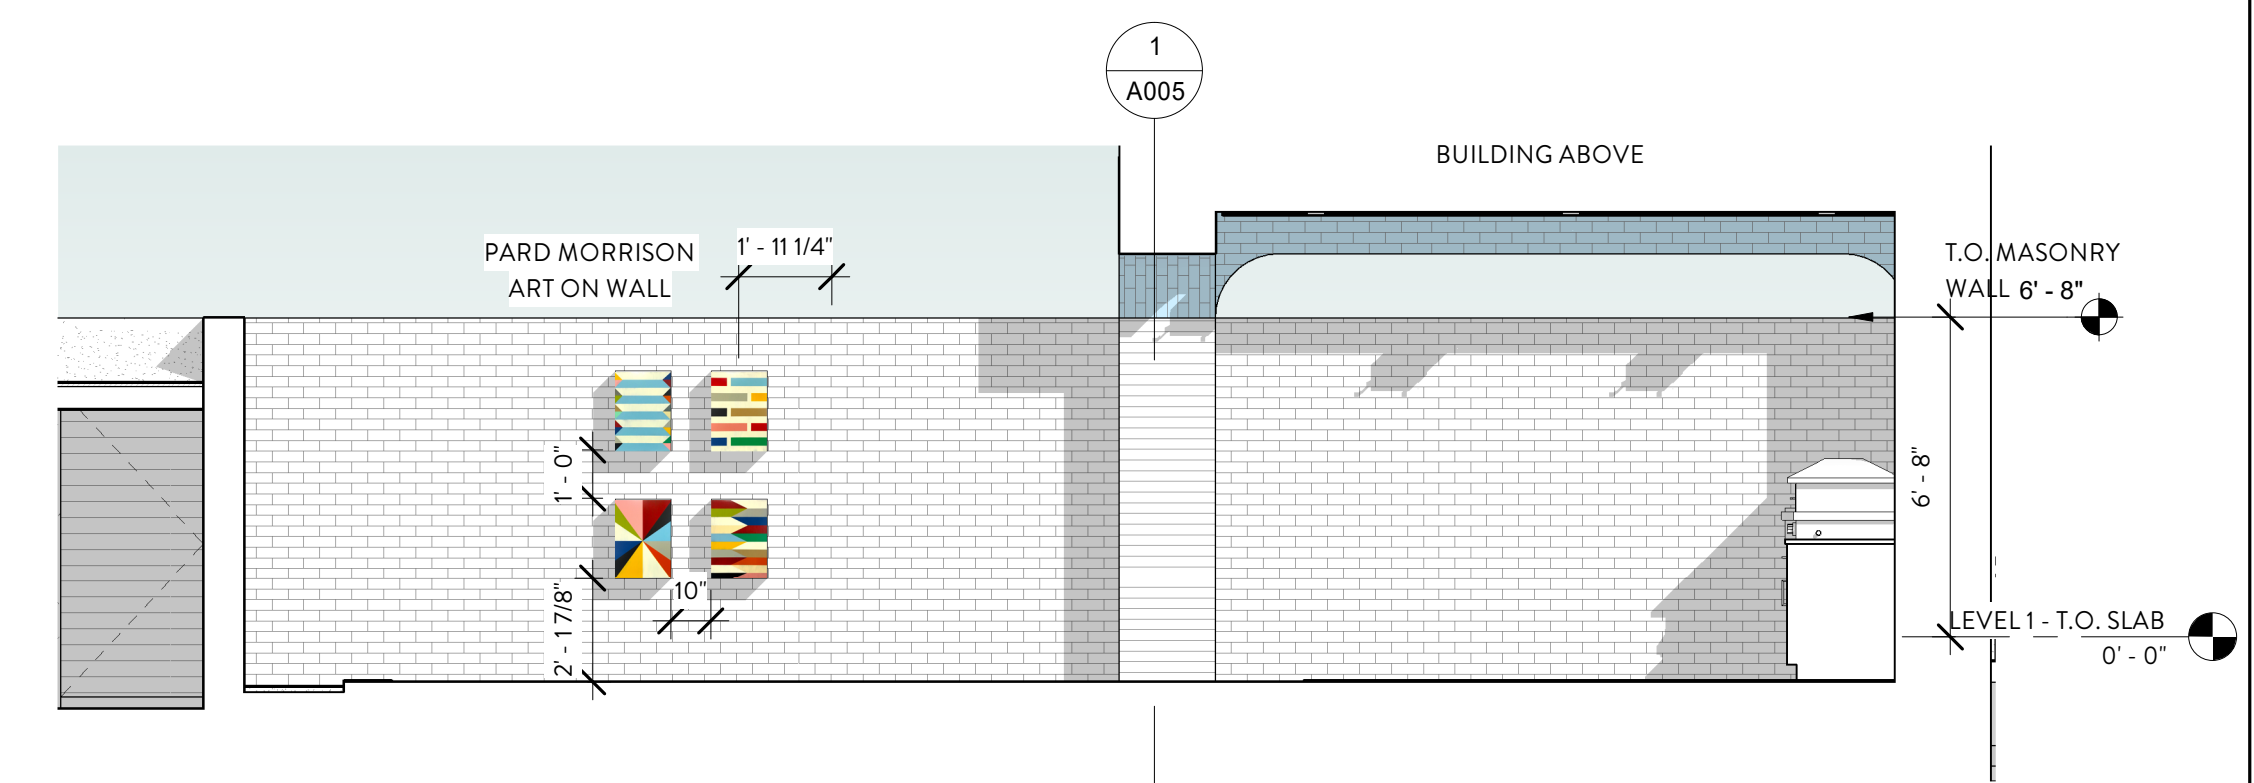 1
A005
BUILDING ABOVE
PARD MORRISON
ART ON WALL
1' - 11 1/4"
T.O. MASONRY
WALL 6' - 8"
1' - 0"
6' - 8"
2' - 1 7/8"
10"
LEVEL 1 - T.O. SLAB
0' - 0"